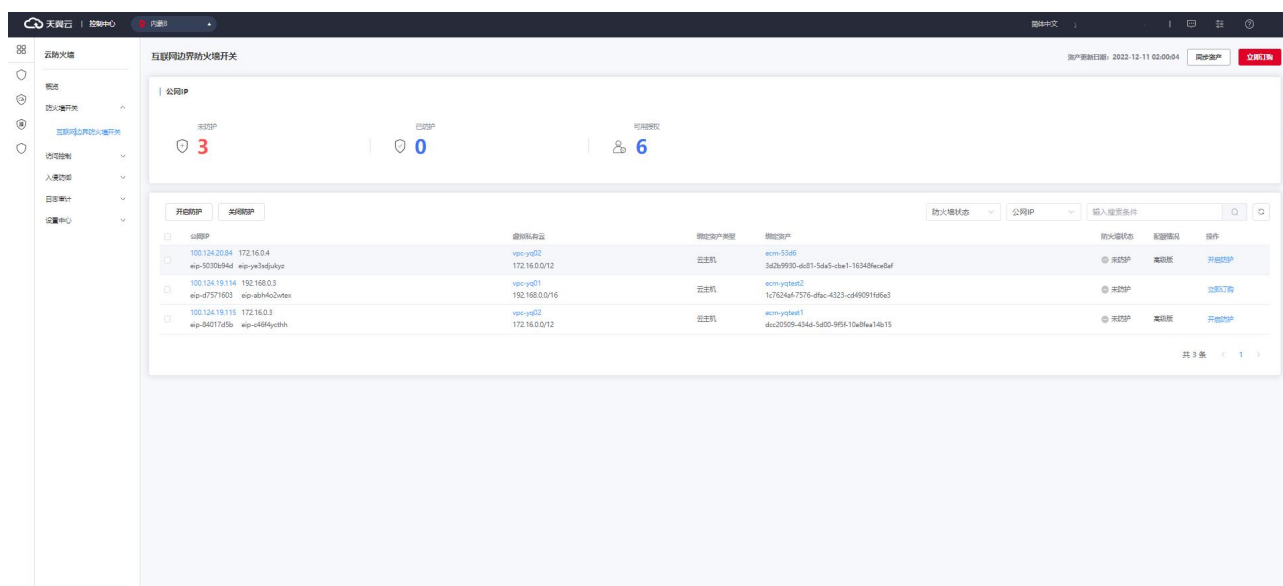 天翼云 | 控制中心 内蒙8 简体中文
云防火墙
概览
防火墙开关
互联网边界防火墙开关
访问控制
入侵防御
日志审计
设置中心
互联网边界防火墙开关 资产更新日期：2022-12-11 02:00:04 同步资产 立即订购
公网IP
未防护 已防护 可用授权
3 0 6
开启防护 关闭防护 防火墙状态 公网IP 输入搜索条件
公网IP 虚拟私有云 绑定资产类型 绑定资产 防火墙状态 配置情况 操作
100.124.20.84 172.16.0.4 vpc-yq02 ecm-53d6
eip-5030b94d eip-ye3sdjukyz 172.16.0.0/12 云主机 3d2b9930-dc81-5da5-cbe1-16348fece8af 未防护 高级版 开启防护
100.124.19.114 192.168.0.3 vpc-yq01 ecm-yqtest2
eip-d7571603 eip-abh4o2wtex 192.168.0.0/16 云主机 1c7624af-7576-dfac-4323-cd49091fd6e3 未防护 立即订购
100.124.19.115 172.16.0.3 vpc-yq02 ecm-yqtest1
eip-84017d5b eip-o46f4ycthh 172.16.0.0/12 云主机 dcc20509-434d-5d00-9f5f-10e8fea14b15 未防护 高级版 开启防护
共 3 条 1